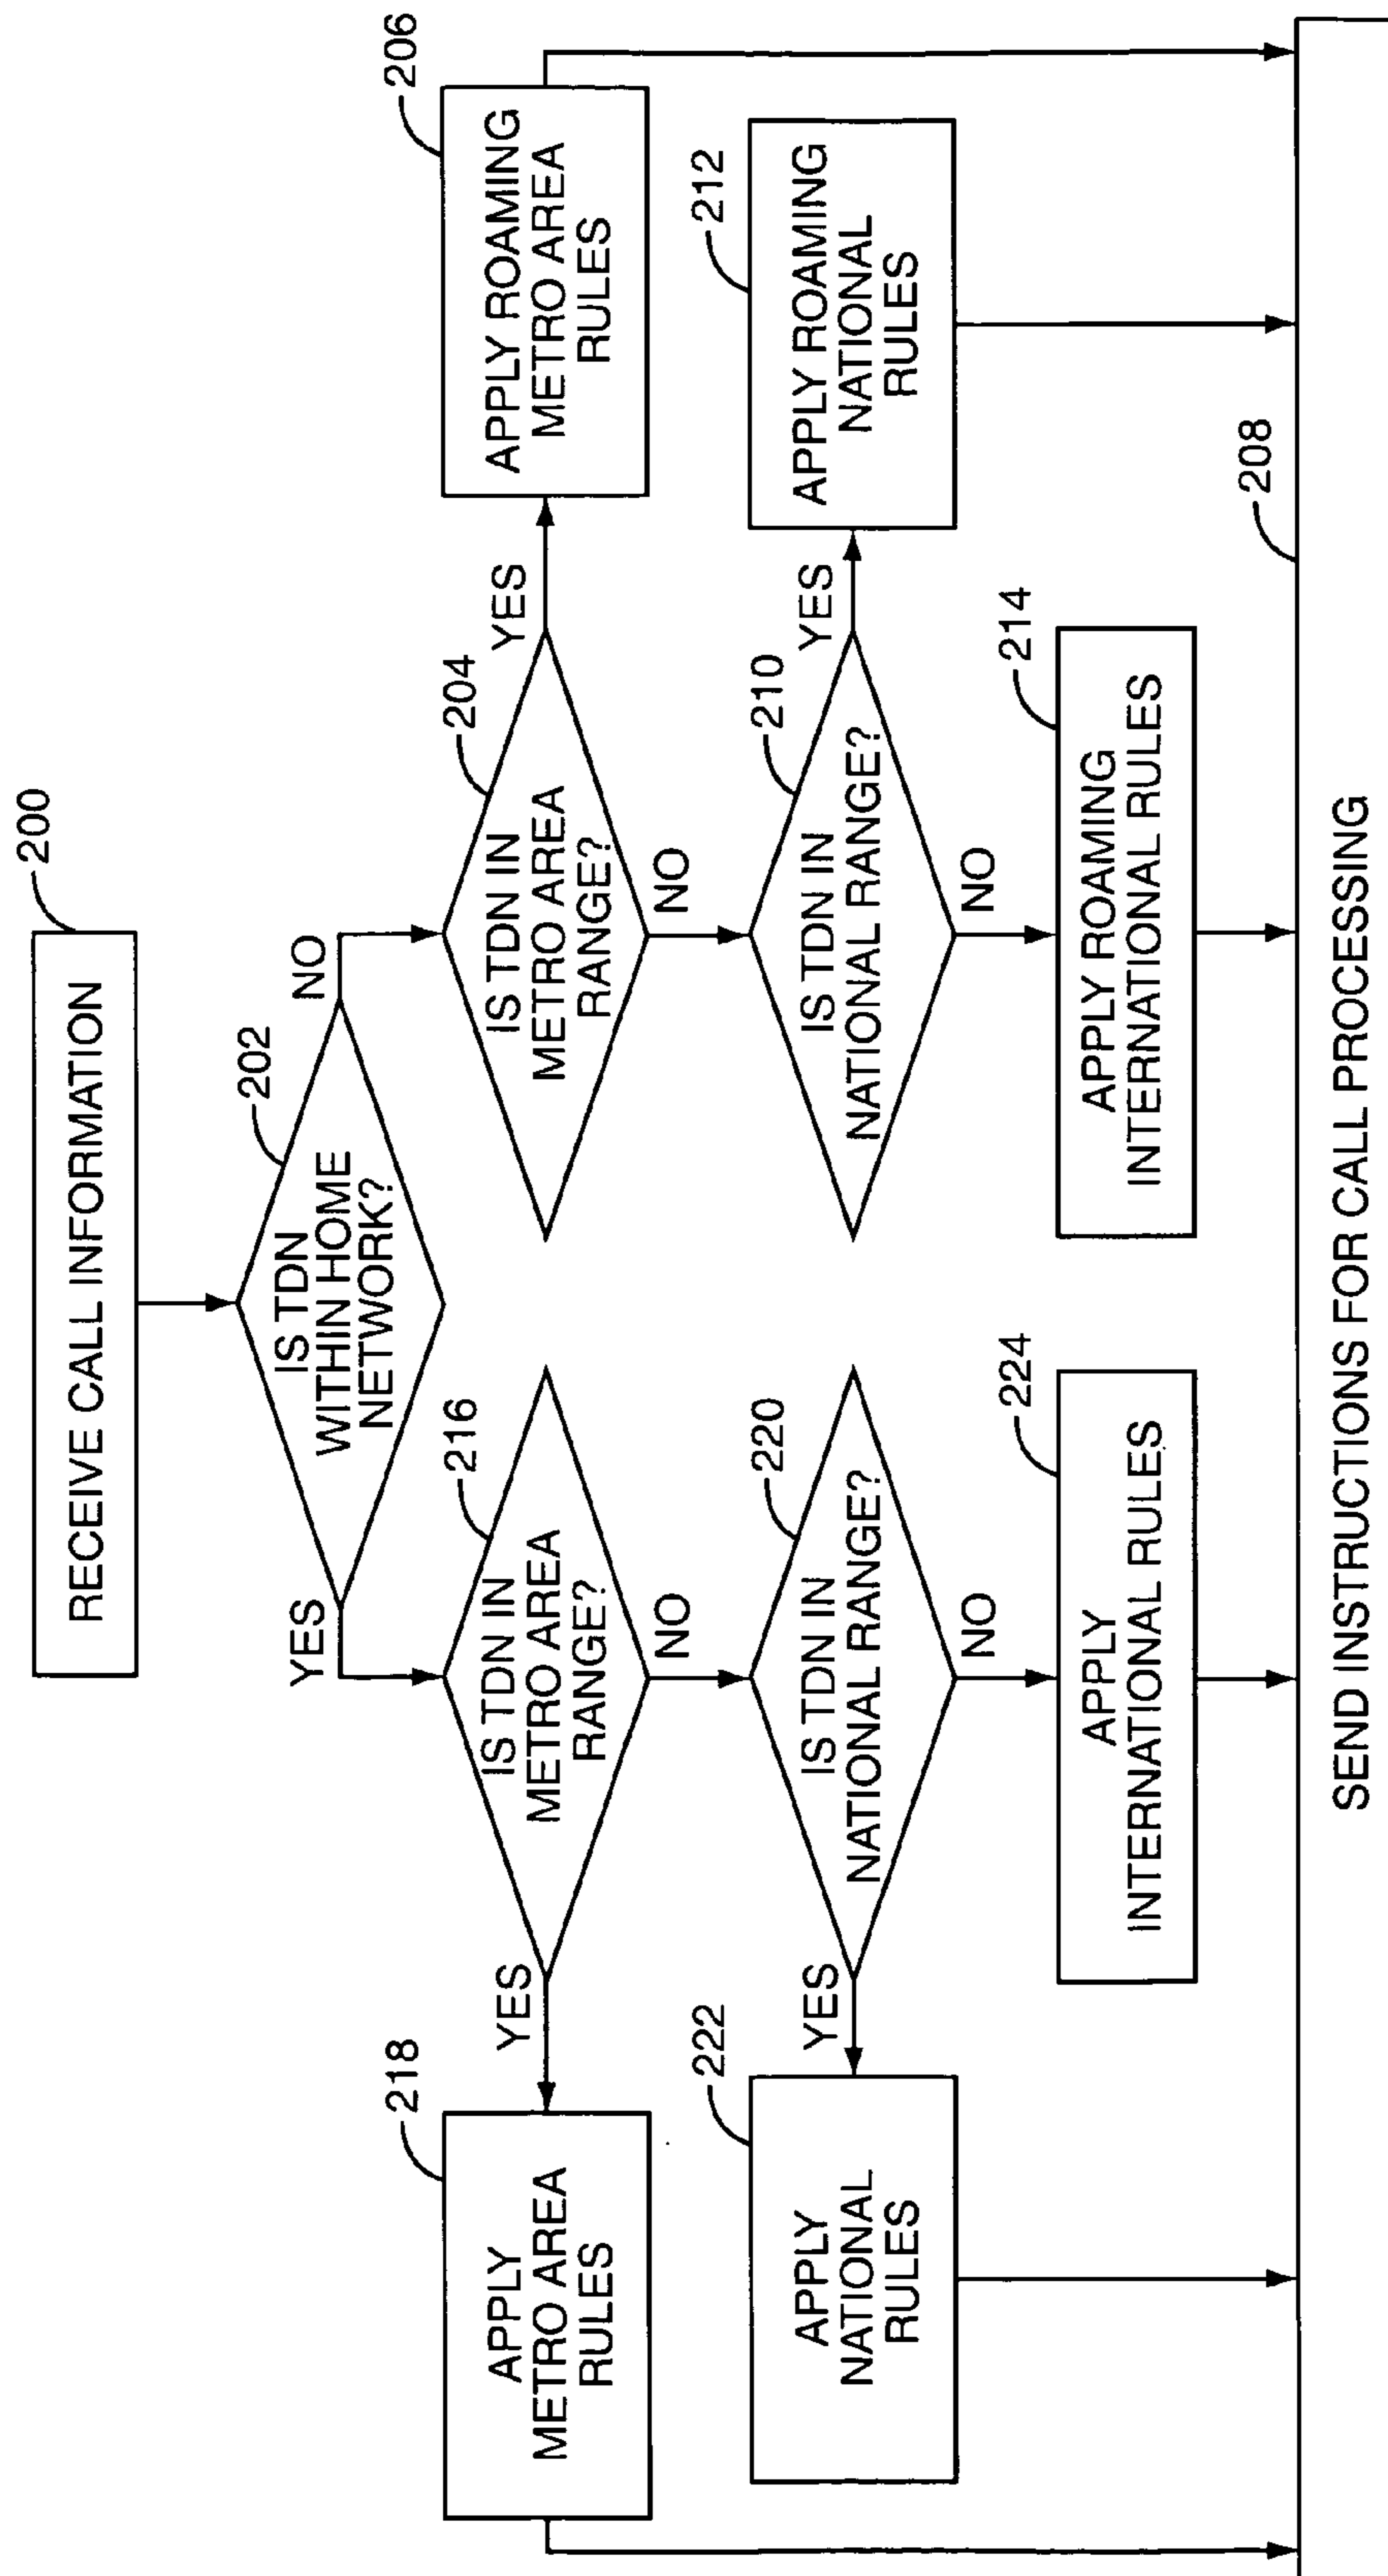 200
RECEIVE CALL INFORMATION
202
IS TDN
WITHIN HOME
NETWORK?
YES
NO
216
IS TDN IN
METRO AREA
RANGE?
YES
NO
218
APPLY
METRO AREA
RULES
204
IS TDN IN
METRO AREA
RANGE?
YES
NO
206
APPLY ROAMING
METRO AREA
RULES
220
IS TDN IN
NATIONAL RANGE?
YES
NO
222
APPLY
NATIONAL
RULES
210
IS TDN IN
NATIONAL RANGE?
YES
NO
212
APPLY ROAMING
NATIONAL
RULES
224
APPLY
INTERNATIONAL RULES
214
APPLY ROAMING
INTERNATIONAL RULES
208
SEND INSTRUCTIONS FOR CALL PROCESSING